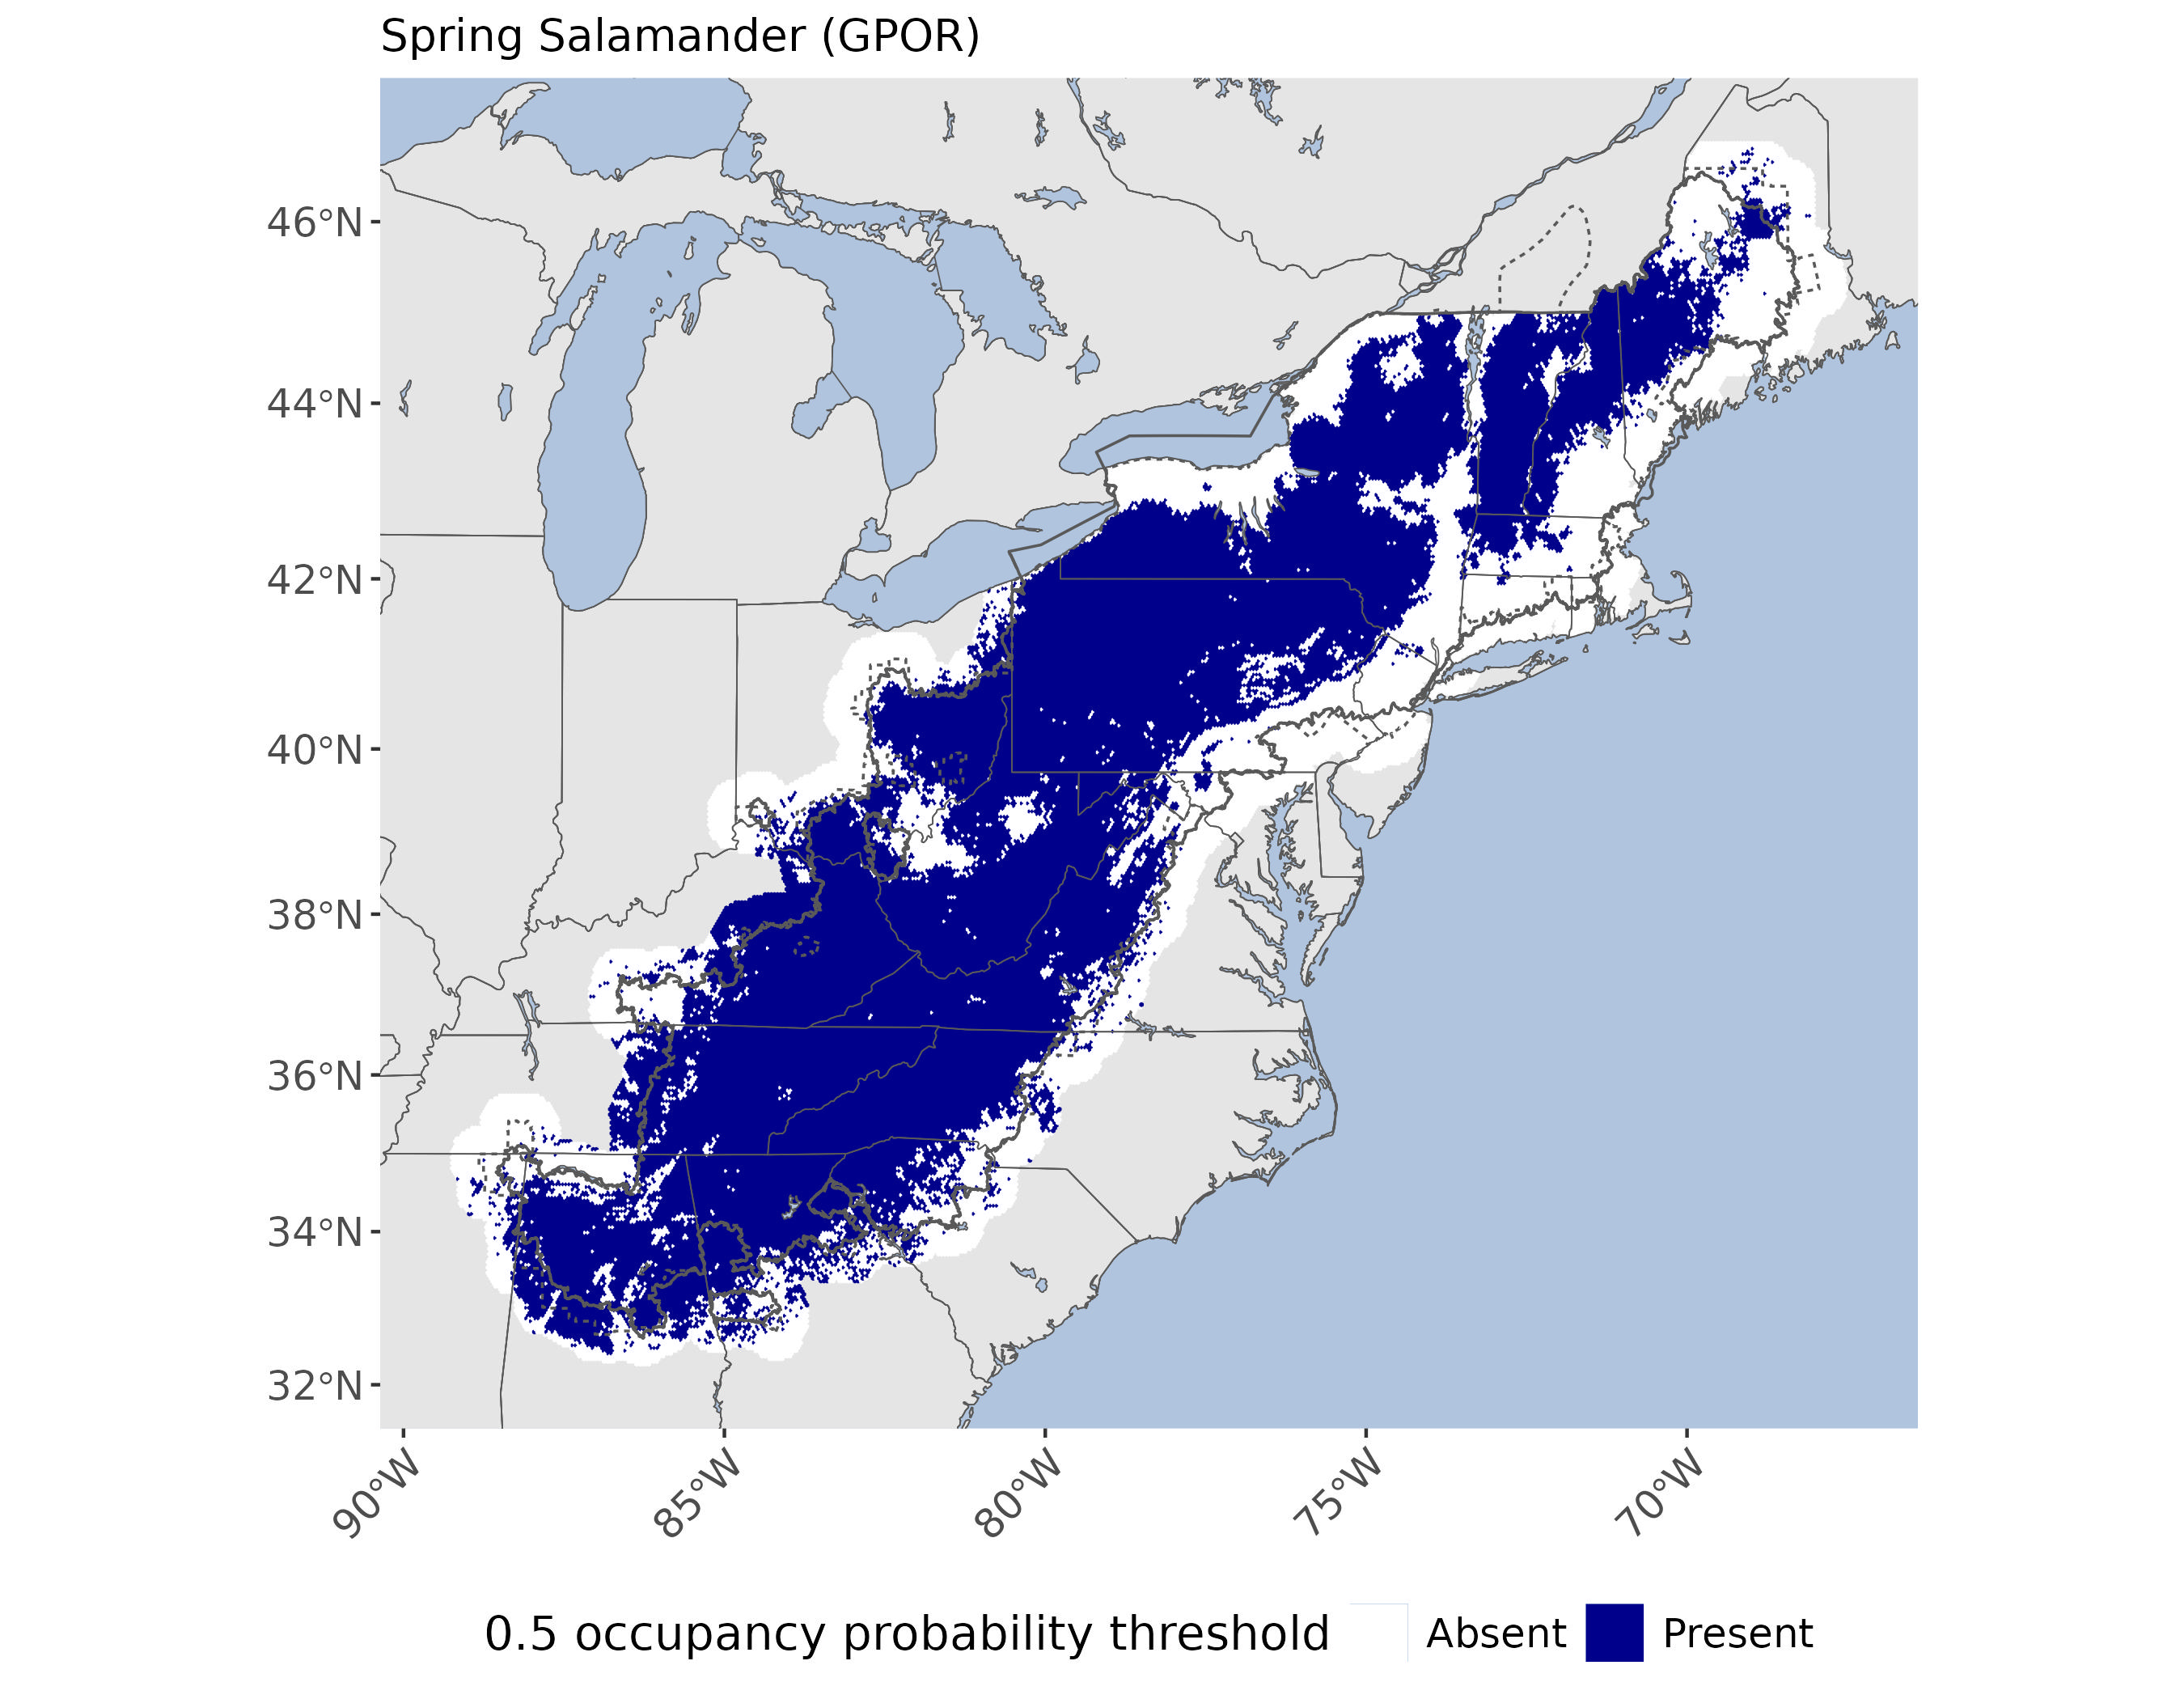 Spring Salamander (GPOR)
46°N
44°N
42°N
40°N
38°N
36°N
34°N
32°N
90°W
85°W
80°W
75°W
70°W
0.5 occupancy probability threshold Absent Present